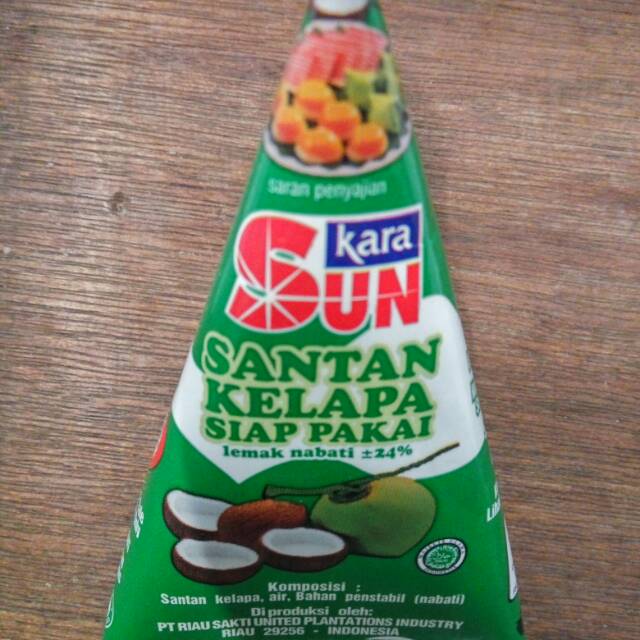 saran penyajian
kara
SUN
SANTAN
KELAPA
SIAP PAKAI
lemak nabati ±24%
Komposisi :
Santan kelapa, air, Bahan penstabil (nabati)
Di produksi oleh:
PT RIAU SAKTI UNITED PLANTATIONS INDUSTRY
RIAU 29256 - INDONESIA